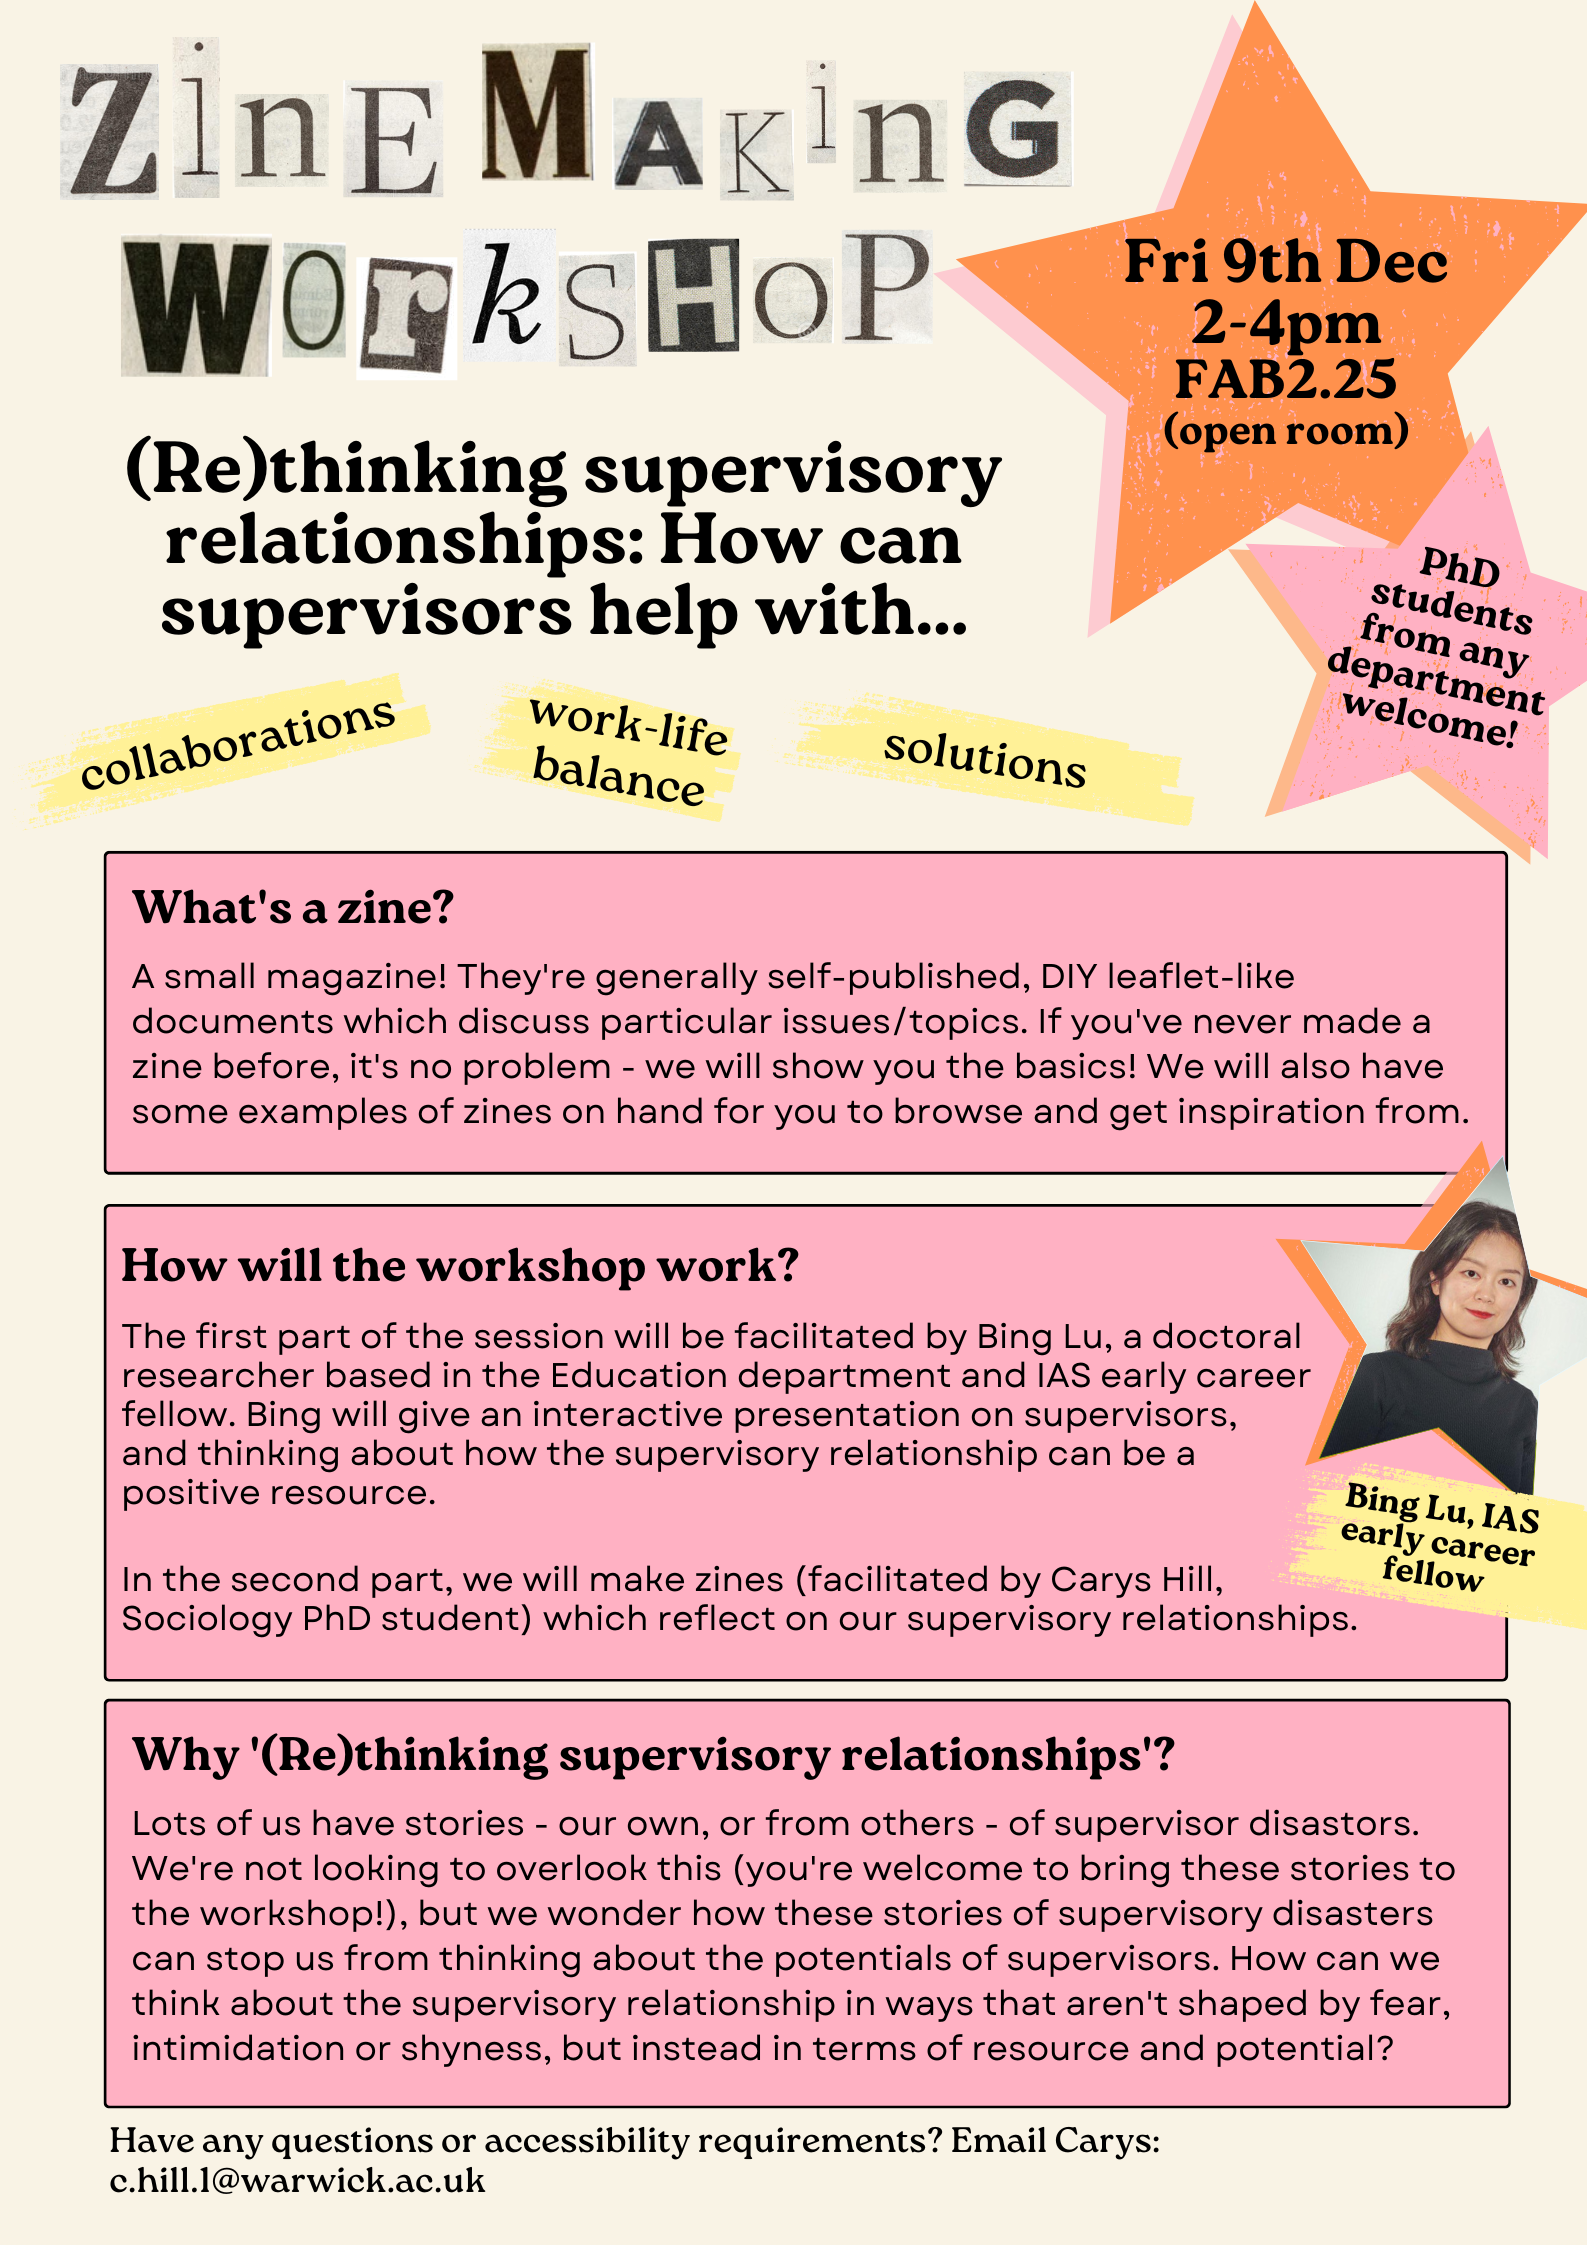 ZinE MAKinG
WorkSHOP
Fri 9th Dec
2-4pm
FAB2.25
(open room)
(Re)thinking supervisory
relationships: How can
supervisors help with...
PhD
students
from any
department
welcome!
collaborations
work-life
balance
solutions
What's a zine?
A small magazine! They're generally self-published, DIY leaflet-like
documents which discuss particular issues/topics. If you've never made a
zine before, it's no problem - we will show you the basics! We will also have
some examples of zines on hand for you to browse and get inspiration from.
How will the workshop work?
The first part of the session will be facilitated by Bing Lu, a doctoral
researcher based in the Education department and IAS early career
fellow. Bing will give an interactive presentation on supervisors,
and thinking about how the supervisory relationship can be a
positive resource.
In the second part, we will make zines (facilitated by Carys Hill,
Sociology PhD student) which reflect on our supervisory relationships.
Bing Lu, IAS
early career
fellow
Why '(Re)thinking supervisory relationships'?
Lots of us have stories - our own, or from others - of supervisor disastors.
We're not looking to overlook this (you're welcome to bring these stories to
the workshop!), but we wonder how these stories of supervisory disasters
can stop us from thinking about the potentials of supervisors. How can we
think about the supervisory relationship in ways that aren't shaped by fear,
intimidation or shyness, but instead in terms of resource and potential?
Have any questions or accessibility requirements? Email Carys:
c.hill.1@warwick.ac.uk